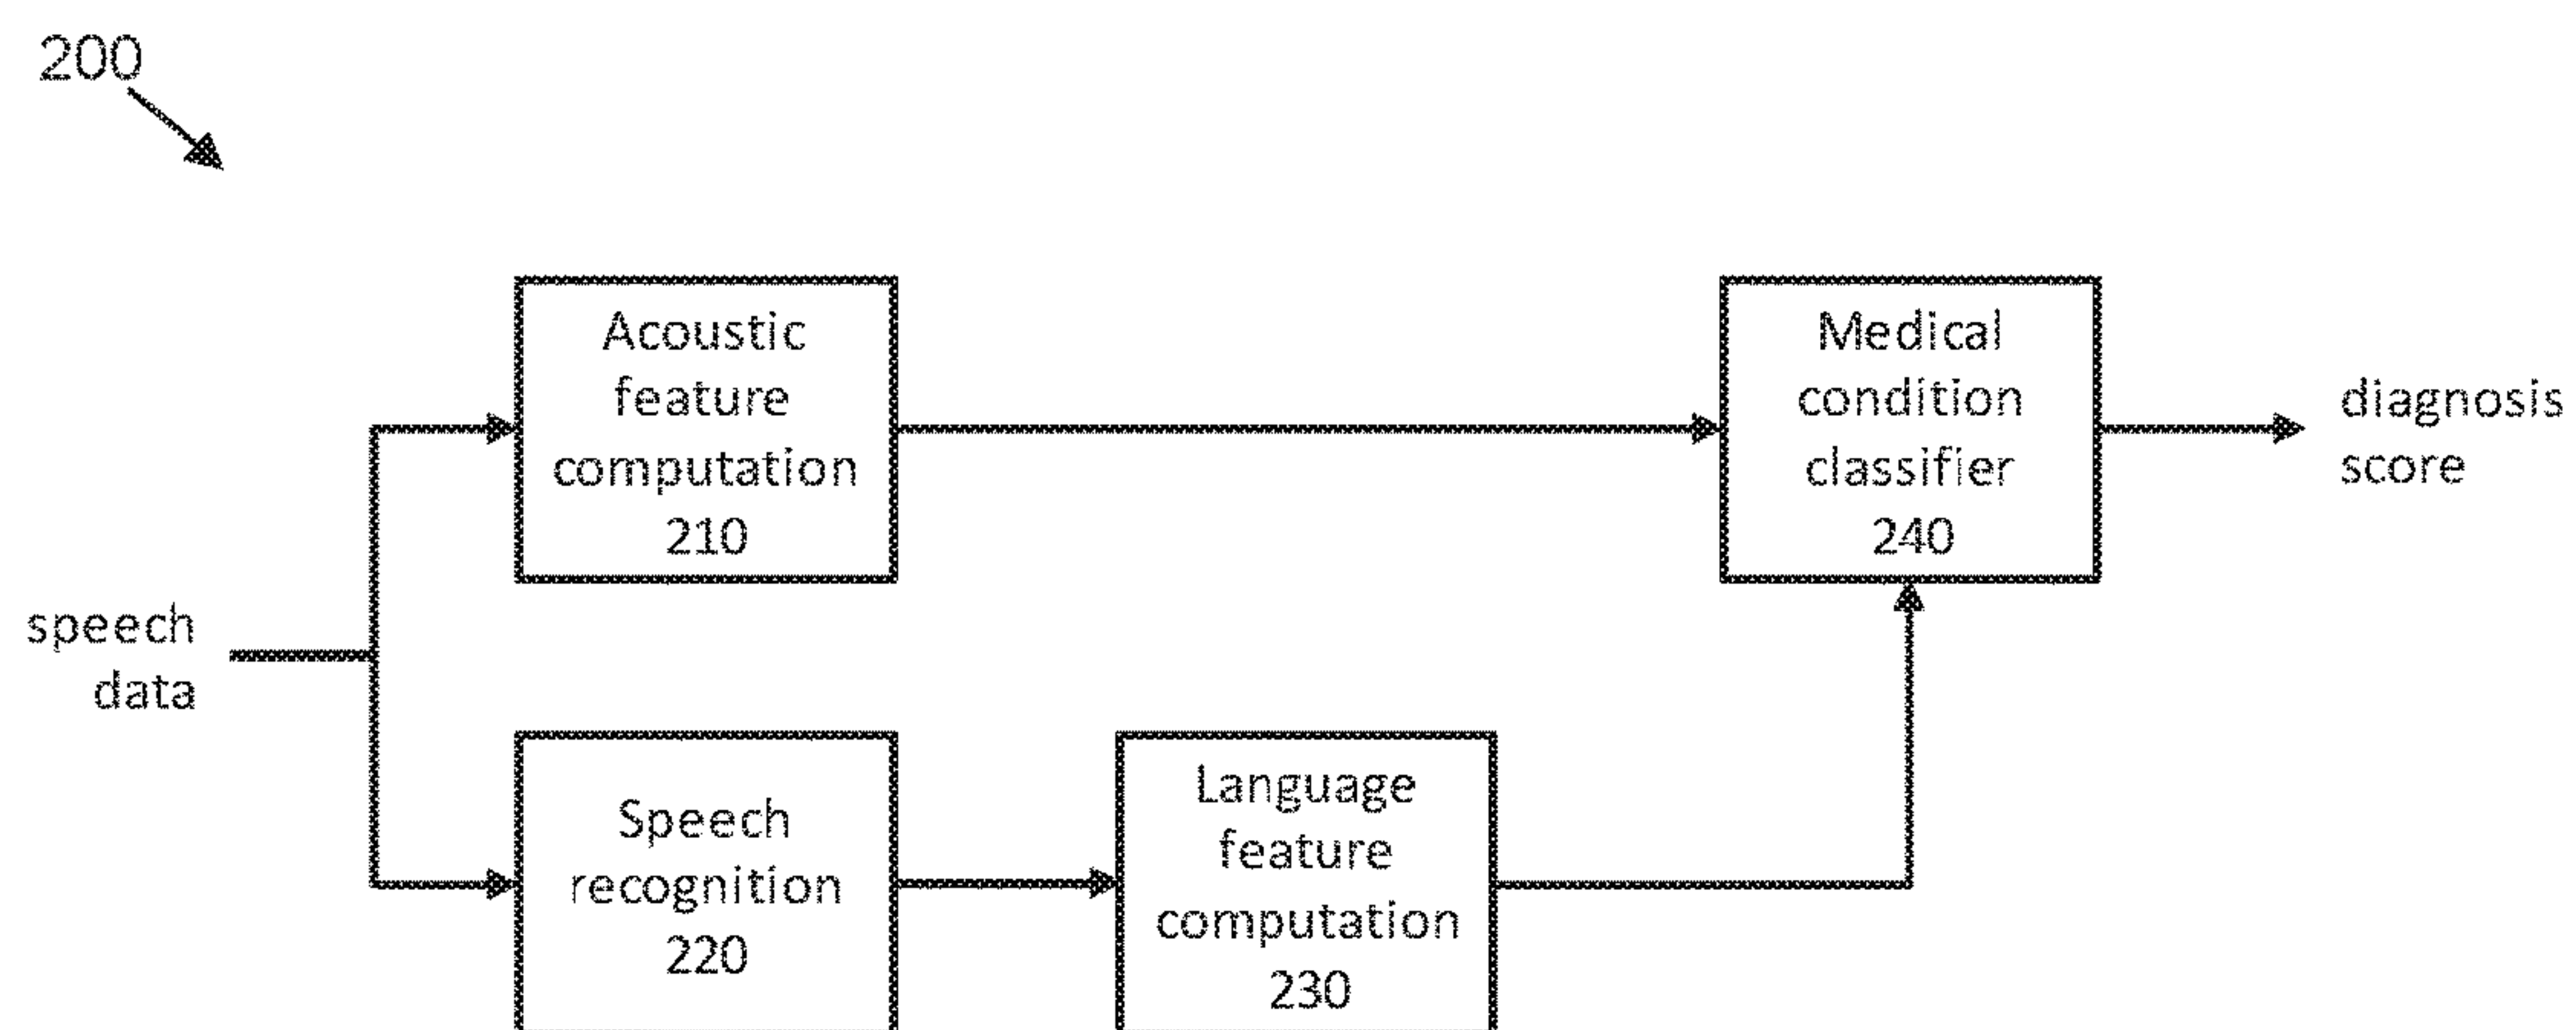 200
Acoustic
feature
computation
210
Medical
condition
classifier
240
diagnosis
score
speech
data
Speech
recognition
220
Language
feature
computation
230